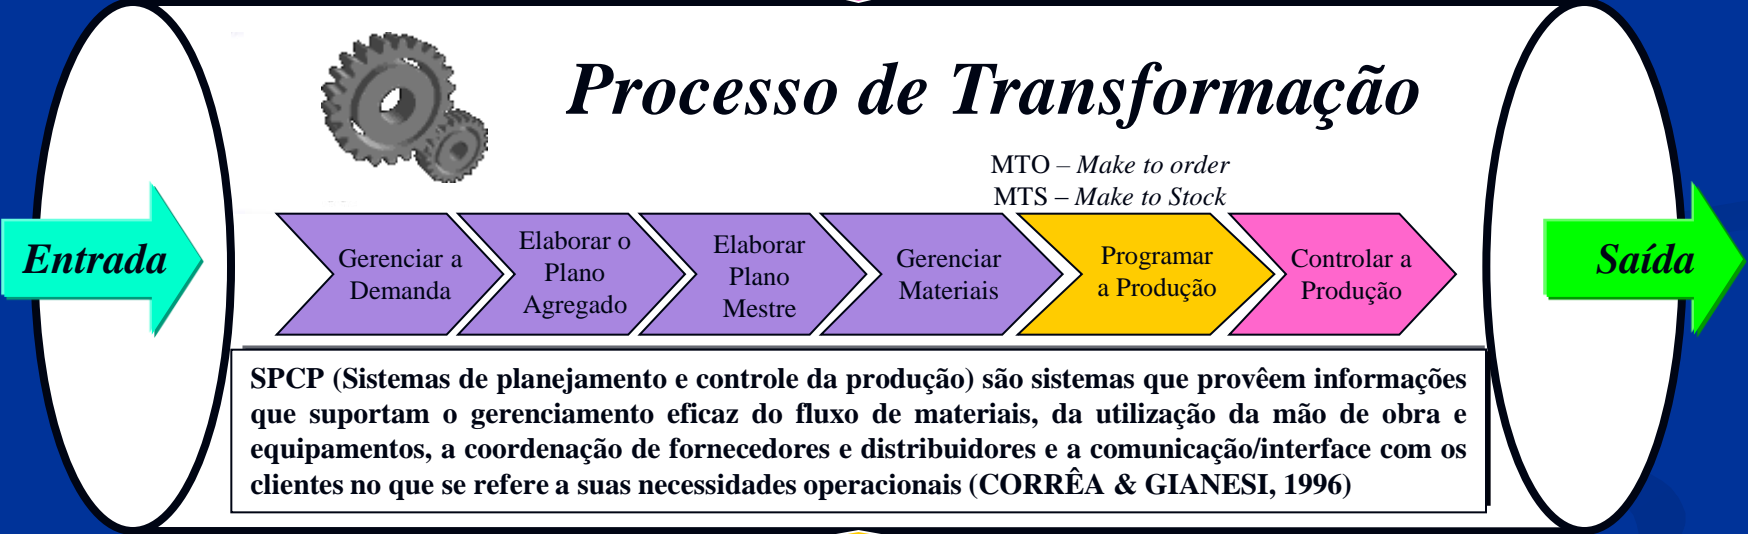 Processo de Transformação
MTO – Make to order
MTS – Make to Stock
Entrada
Gerenciar a
Demanda
Elaborar o
Plano
Agregado
Elaborar
Plano
Mestre
Gerenciar
Materiais
Programar
a Produção
Controlar a
Produção
Saída
SPCP (Sistemas de planejamento e controle da produção) são sistemas que provêem informações
que suportam o gerenciamento eficaz do fluxo de materiais, da utilização da mão de obra e
equipamentos, a coordenação de fornecedores e distribuidores e a comunicação/interface com os
clientes no que se refere a suas necessidades operacionais (CORRÊA & GIANESI, 1996)